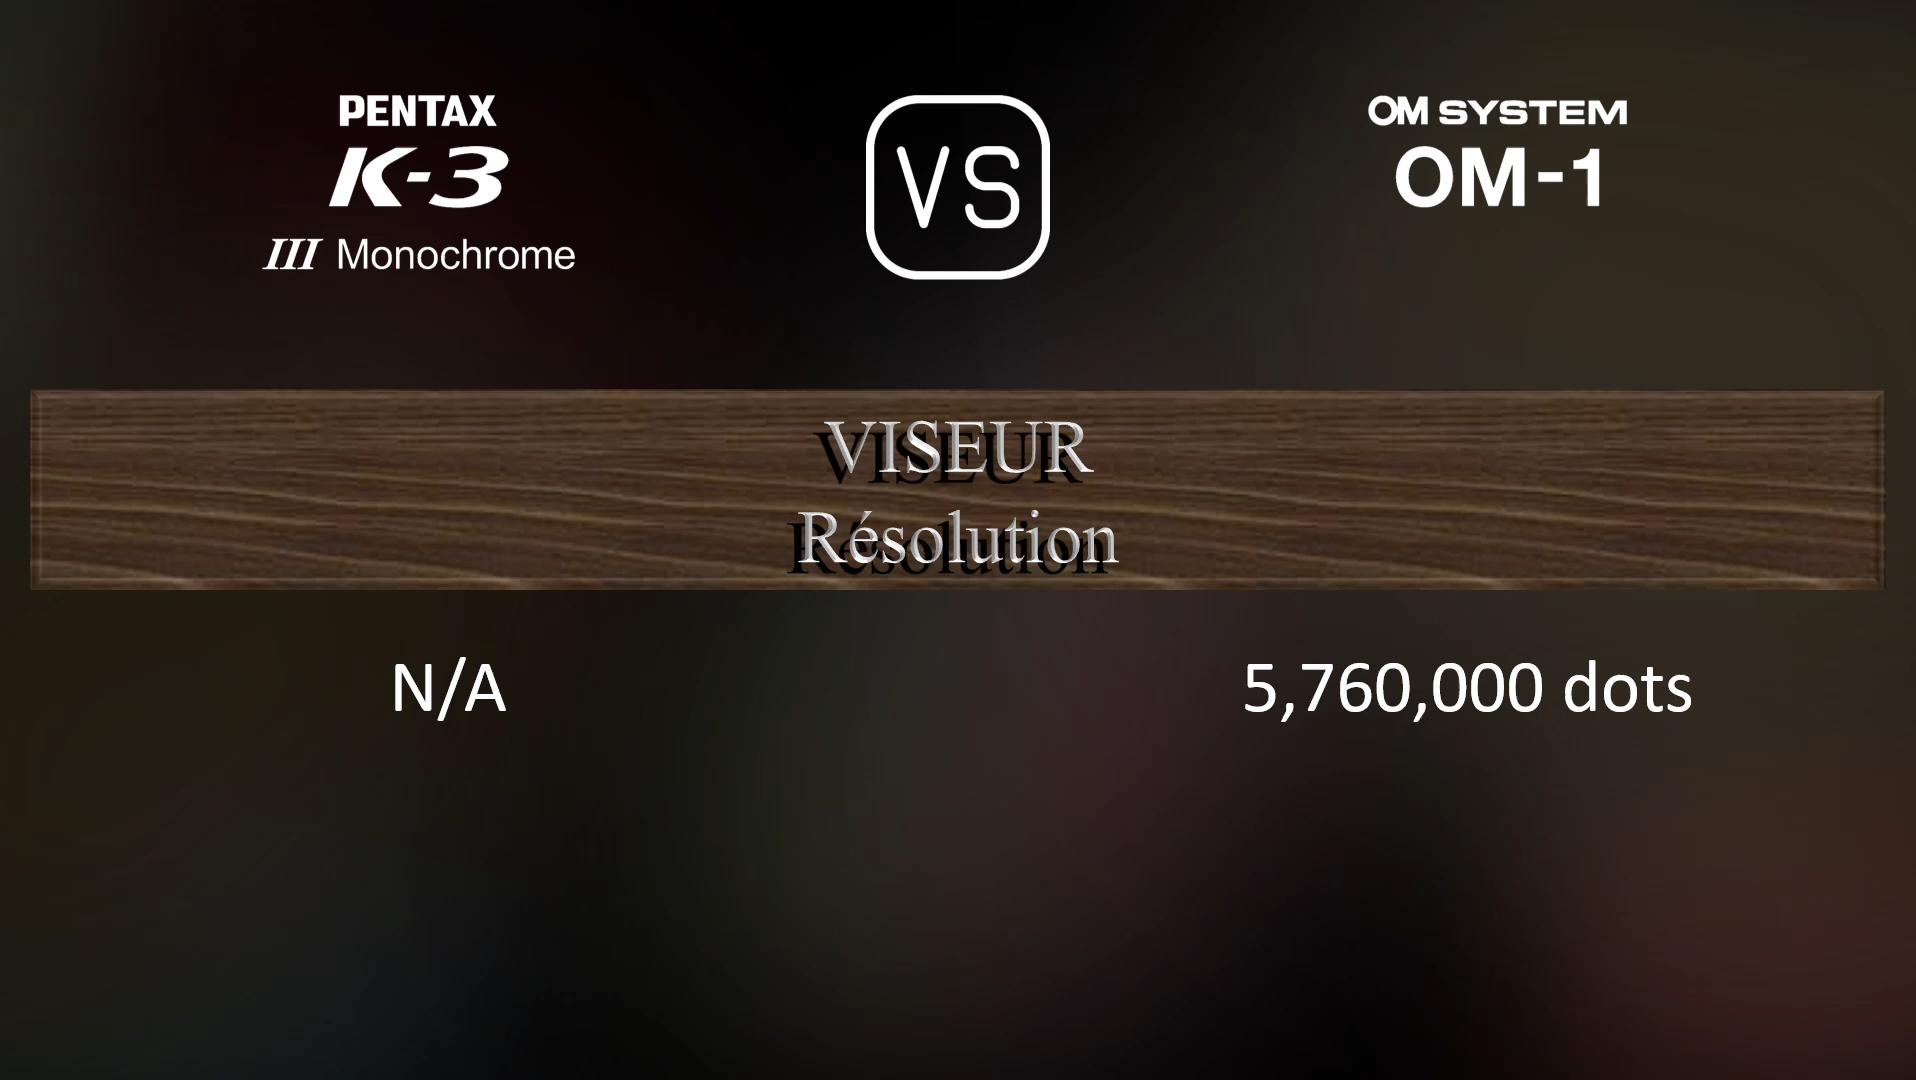 PENTAX
K-3
III Monochrome
VS
OM SYSTEM
OM-1
VISEUR
Résolution
N/A
5,760,000 dots